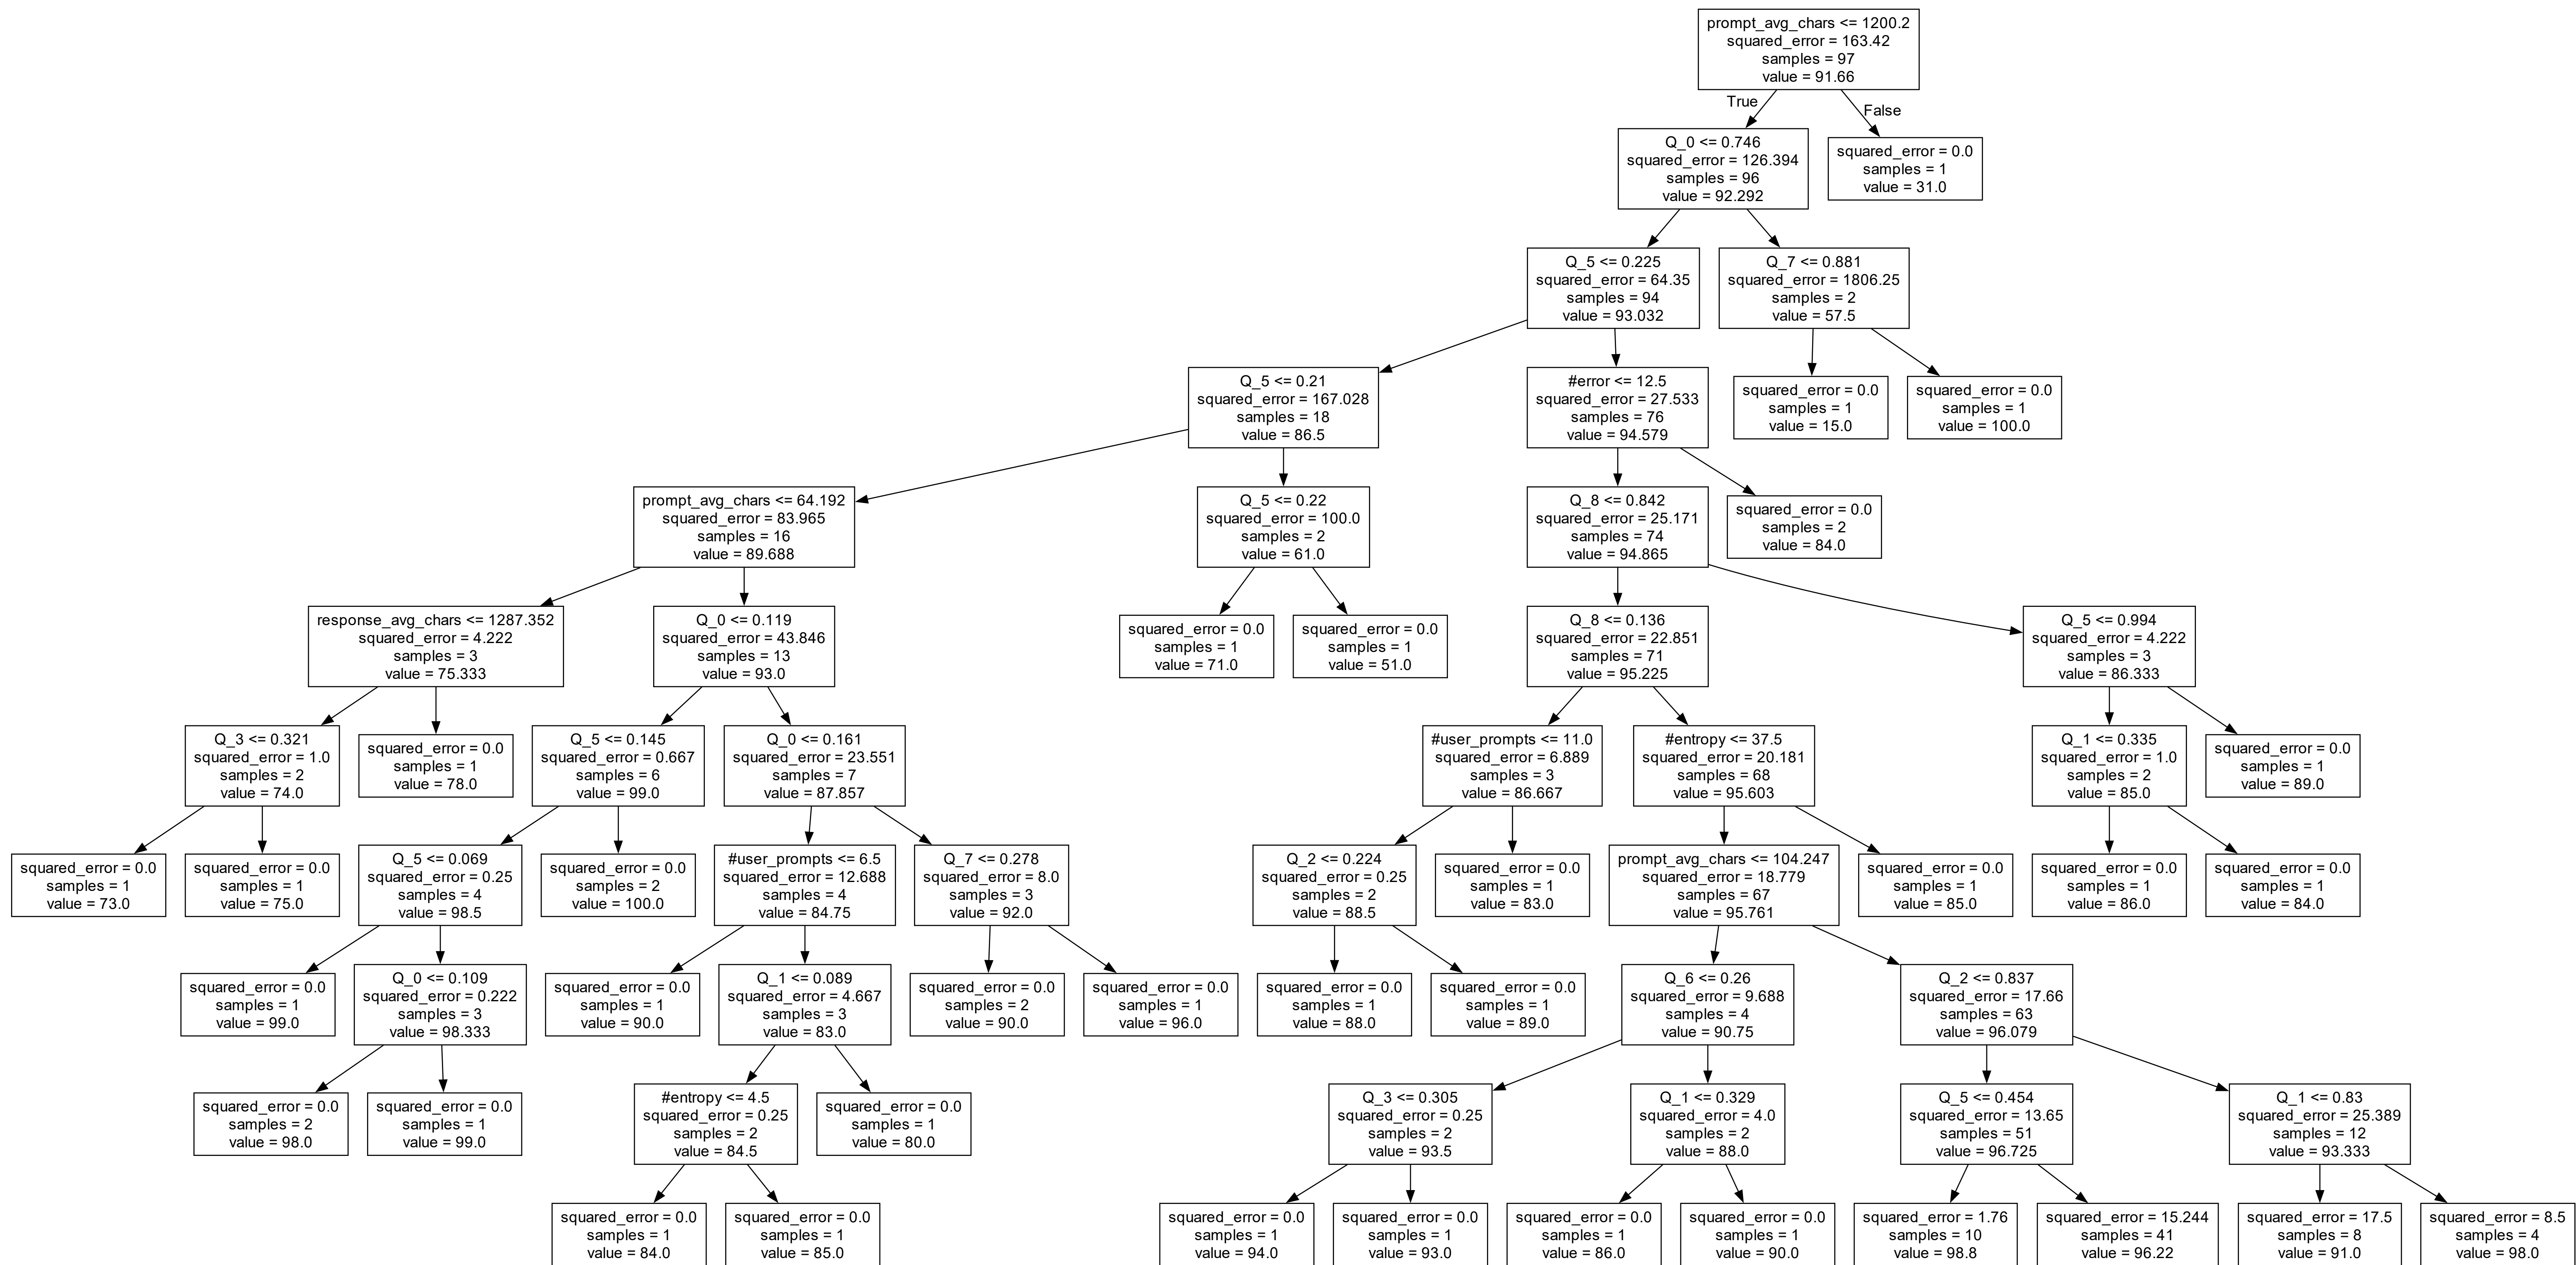 prompt_avg_chars <= 1200.2
squared_error = 163.42
samples = 97
value = 91.66
True
False
Q_0 <= 0.746
squared_error = 126.394
samples = 96
value = 92.292
squared_error = 0.0
samples = 1
value = 31.0
Q_5 <= 0.225
squared_error = 64.35
samples = 94
value = 93.032
Q_7 <= 0.881
squared_error = 1806.25
samples = 2
value = 57.5
Q_5 <= 0.21
squared_error = 167.028
samples = 18
value = 86.5
#error <= 12.5
squared_error = 27.533
samples = 76
value = 94.579
squared_error = 0.0
samples = 1
value = 15.0
squared_error = 0.0
samples = 1
value = 100.0
prompt_avg_chars <= 64.192
squared_error = 83.965
samples = 16
value = 89.688
Q_5 <= 0.22
squared_error = 100.0
samples = 2
value = 61.0
Q_8 <= 0.842
squared_error = 25.171
samples = 74
value = 94.865
squared_error = 0.0
samples = 2
value = 84.0
response_avg_chars <= 1287.352
squared_error = 4.222
samples = 3
value = 75.333
Q_0 <= 0.119
squared_error = 43.846
samples = 13
value = 93.0
squared_error = 0.0
samples = 1
value = 71.0
squared_error = 0.0
samples = 1
value = 51.0
Q_8 <= 0.136
squared_error = 22.851
samples = 71
value = 95.225
Q_5 <= 0.994
squared_error = 4.222
samples = 3
value = 86.333
Q_3 <= 0.321
squared_error = 1.0
samples = 2
value = 74.0
squared_error = 0.0
samples = 1
value = 78.0
Q_5 <= 0.145
squared_error = 0.667
samples = 6
value = 99.0
Q_0 <= 0.161
squared_error = 23.551
samples = 7
value = 87.857
#user_prompts <= 11.0
squared_error = 6.889
samples = 3
value = 86.667
#entropy <= 37.5
squared_error = 20.181
samples = 68
value = 95.603
Q_1 <= 0.335
squared_error = 1.0
samples = 2
value = 85.0
squared_error = 0.0
samples = 1
value = 89.0
squared_error = 0.0
samples = 1
value = 73.0
squared_error = 0.0
samples = 1
value = 75.0
Q_5 <= 0.069
squared_error = 0.25
samples = 4
value = 98.5
squared_error = 0.0
samples = 2
value = 100.0
#user_prompts <= 6.5
squared_error = 12.688
samples = 4
value = 84.75
Q_7 <= 0.278
squared_error = 8.0
samples = 3
value = 92.0
Q_2 <= 0.224
squared_error = 0.25
samples = 2
value = 88.5
squared_error = 0.0
samples = 1
value = 83.0
prompt_avg_chars <= 104.247
squared_error = 18.779
samples = 67
value = 95.761
squared_error = 0.0
samples = 1
value = 85.0
squared_error = 0.0
samples = 1
value = 86.0
squared_error = 0.0
samples = 1
value = 84.0
squared_error = 0.0
samples = 1
value = 99.0
Q_0 <= 0.109
squared_error = 0.222
samples = 3
value = 98.333
squared_error = 0.0
samples = 1
value = 90.0
Q_1 <= 0.089
squared_error = 4.667
samples = 3
value = 83.0
squared_error = 0.0
samples = 2
value = 90.0
squared_error = 0.0
samples = 1
value = 96.0
squared_error = 0.0
samples = 1
value = 88.0
squared_error = 0.0
samples = 1
value = 89.0
Q_6 <= 0.26
squared_error = 9.688
samples = 4
value = 90.75
Q_2 <= 0.837
squared_error = 17.66
samples = 63
value = 96.079
squared_error = 0.0
samples = 2
value = 98.0
squared_error = 0.0
samples = 1
value = 99.0
#entropy <= 4.5
squared_error = 0.25
samples = 2
value = 84.5
squared_error = 0.0
samples = 1
value = 80.0
Q_3 <= 0.305
squared_error = 0.25
samples = 2
value = 93.5
Q_1 <= 0.329
squared_error = 4.0
samples = 2
value = 88.0
Q_5 <= 0.454
squared_error = 13.65
samples = 51
value = 96.725
Q_1 <= 0.83
squared_error = 25.389
samples = 12
value = 93.333
squared_error = 0.0
samples = 1
value = 84.0
squared_error = 0.0
samples = 1
value = 85.0
squared_error = 0.0
samples = 1
value = 94.0
squared_error = 0.0
samples = 1
value = 93.0
squared_error = 0.0
samples = 1
value = 86.0
squared_error = 0.0
samples = 1
value = 90.0
squared_error = 1.76
samples = 10
value = 98.8
squared_error = 15.244
samples = 41
value = 96.22
squared_error = 17.5
samples = 8
value = 91.0
squared_error = 8.5
samples = 4
value = 98.0